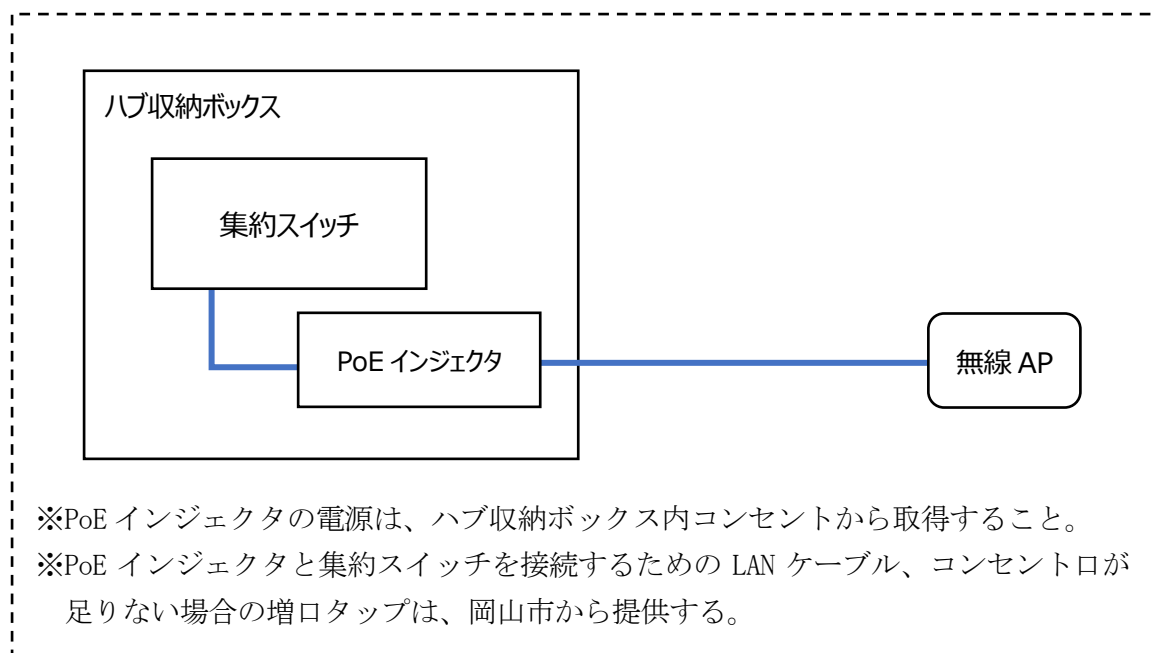 ハブ収納ボックス
集約スイッチ
PoE インジェクタ
無線 AP
※PoE インジェクタの電源は、ハブ収納ボックス内コンセントから取得すること。
※PoE インジェクタと集約スイッチを接続するための LAN ケーブル、コンセント口が
足りない場合の増口タップは、岡山市から提供する。